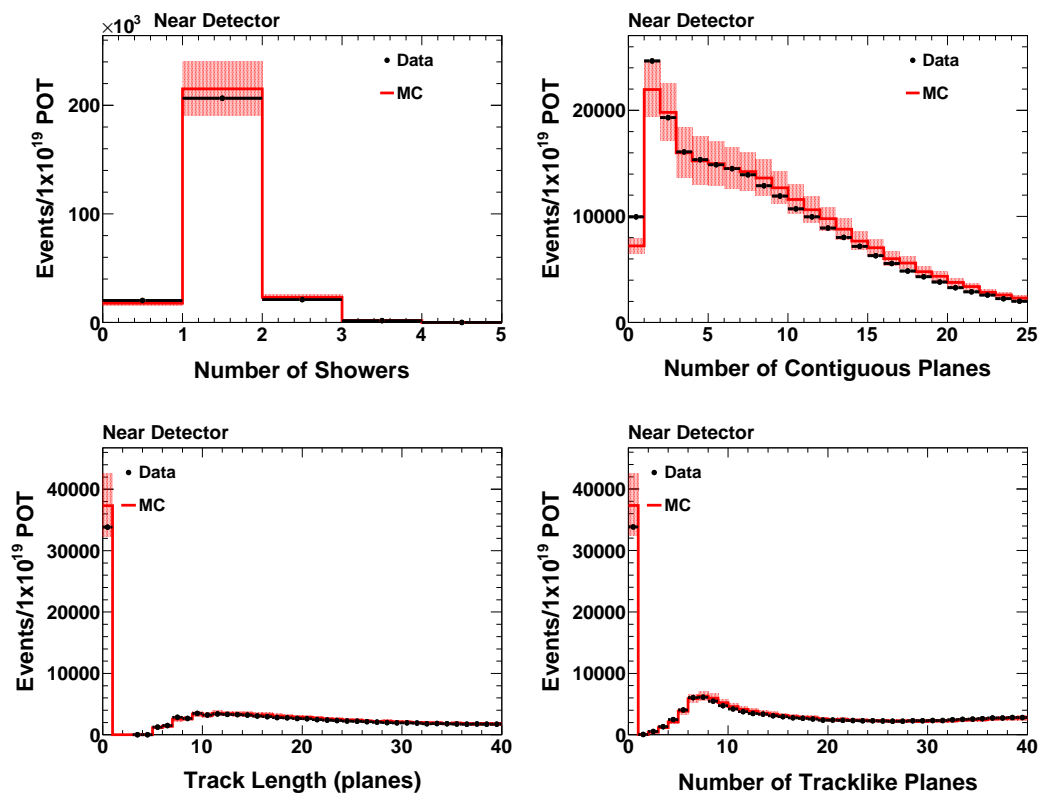 ×10³ Near Detector
Data
MC
200
100
0
0 1 2 3 4 5
Events/1x10¹⁹ POT
Number of Showers
Near Detector
Data
MC
20000
10000
0
0 5 10 15 20 25
Events/1x10¹⁹ POT
Number of Contiguous Planes
Near Detector
Data
MC
40000
30000
20000
10000
0
0 10 20 30 40
Events/1x10¹⁹ POT
Track Length (planes)
Near Detector
Data
MC
40000
30000
20000
10000
0
0 10 20 30 40
Events/1x10¹⁹ POT
Number of Tracklike Planes